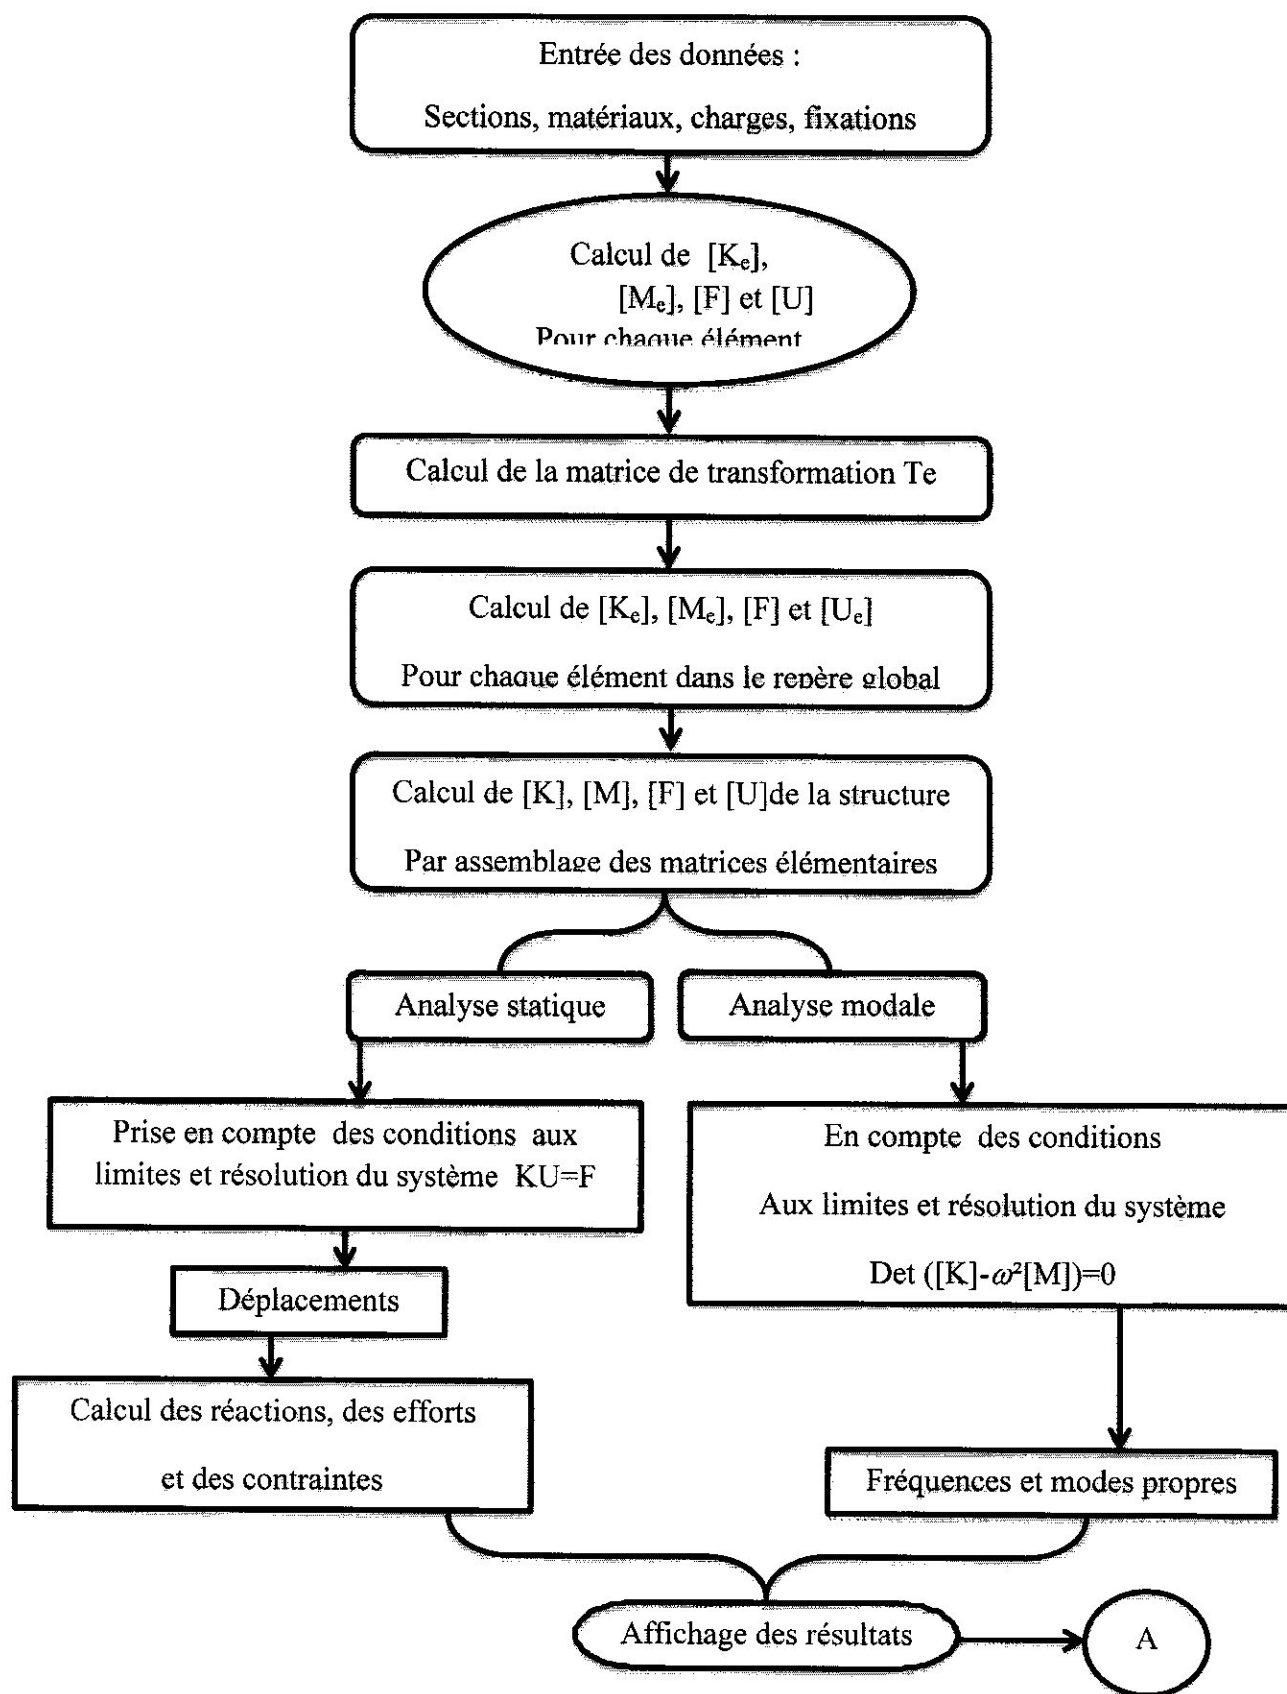 Entrée des données :
Sections, matériaux, charges, fixations
Calcul de [Kₑ],
[Mₑ], [F] et [U]
Pour chaque élément
Calcul de la matrice de transformation Te
Calcul de [Kₑ], [Mₑ], [F] et [Uₑ]
Pour chaque élément dans le repère global
Calcul de [K], [M], [F] et [U]de la structure
Par assemblage des matrices élémentaires
Analyse statique
Analyse modale
Prise en compte des conditions aux
limites et résolution du système KU=F
En compte des conditions
Aux limites et résolution du système
Det ([K]-ω²[M])=0
Déplacements
Calcul des réactions, des efforts
et des contraintes
Fréquences et modes propres
Affichage des résultats
A